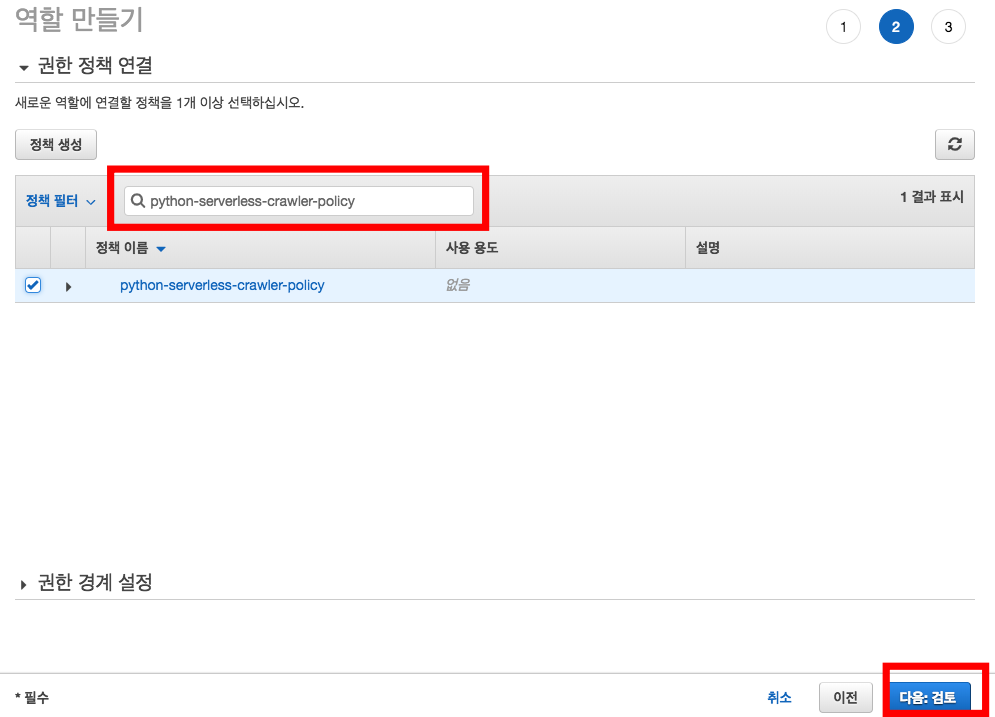 역할 만들기
1 2 3
권한 정책 연결
새로운 역할에 연결할 정책을 1개 이상 선택하십시오.
정책 생성
정책 필터 python-serverless-crawler-policy 1 결과 표시
정책 이름 사용 용도 설명
python-serverless-crawler-policy 없음
권한 경계 설정
* 필수 취소 이전 다음: 검토